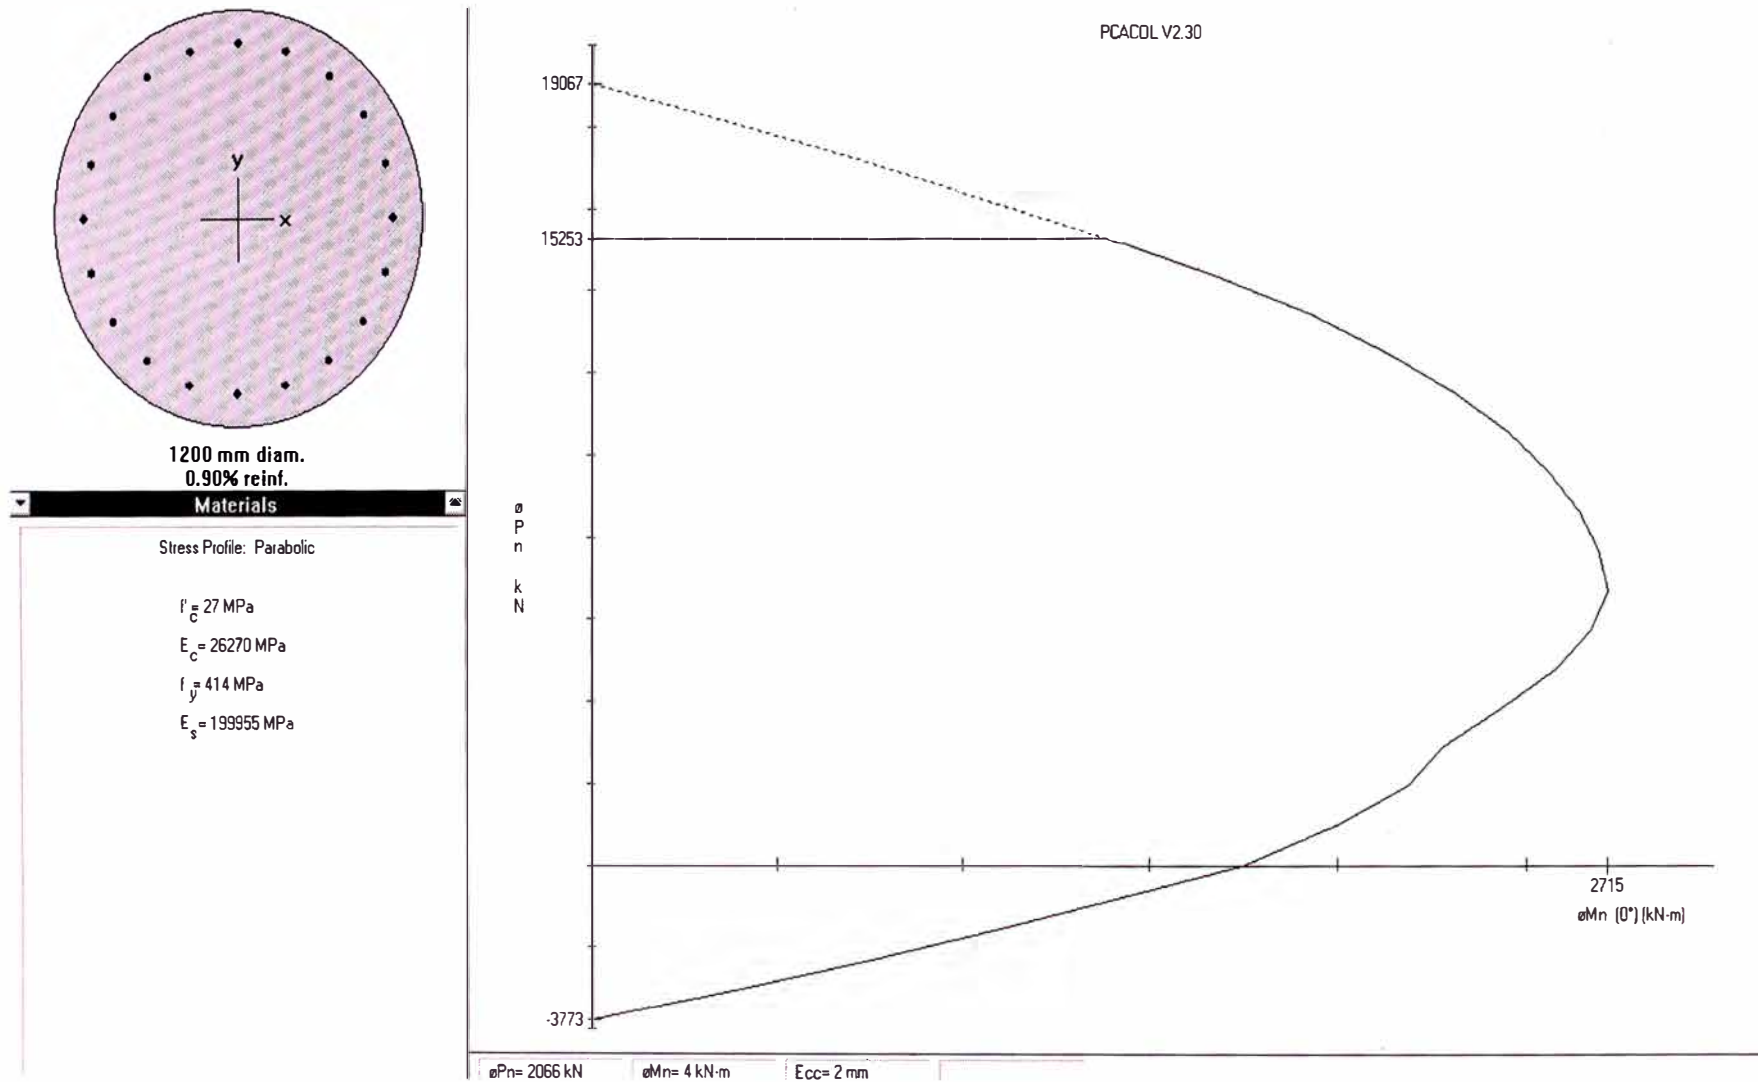 PCACOL V2.30
y
x
1200 mm diam.
0.90% reinf.
Materials
Stress Profile: Parabolic
f'c = 27 MPa
Ec = 26270 MPa
fy = 414 MPa
Es = 199955 MPa
19067
15253
øPn kN
-3773
2715
øMn (0°) (kN-m)
øPn= 2066 kN
øMn= 4 kN-m
Ecc= 2 mm